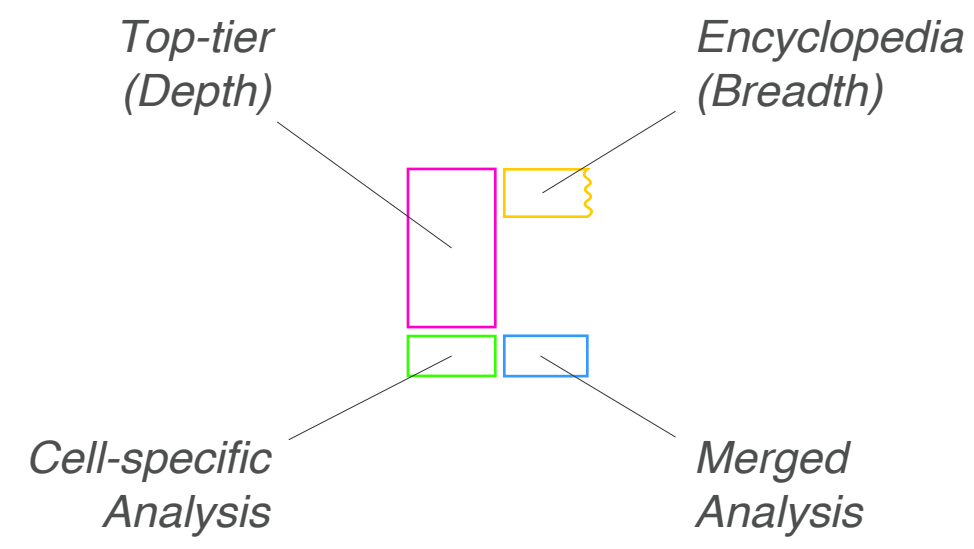 Top-tier
(Depth)
Encyclopedia
(Breadth)
Cell-specific
Analysis
Merged
Analysis